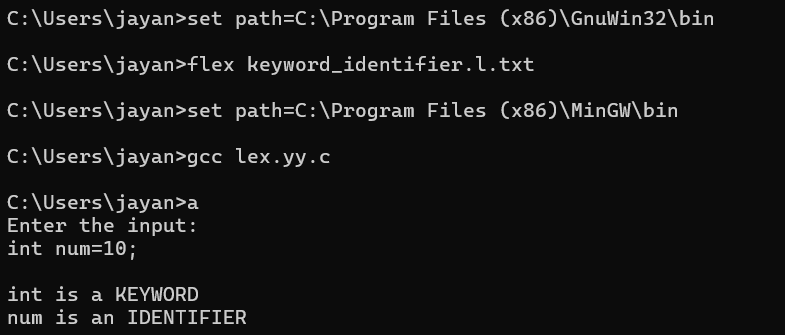 C:\Users\jayan>set path=C:\Program Files (x86)\GnuWin32\bin
C:\Users\jayan>flex keyword_identifier.l.txt
C:\Users\jayan>set path=C:\Program Files (x86)\MinGW\bin
C:\Users\jayan>gcc lex.yy.c
C:\Users\jayan>a
Enter the input:
int num=10;
int is a KEYWORD
num is an IDENTIFIER